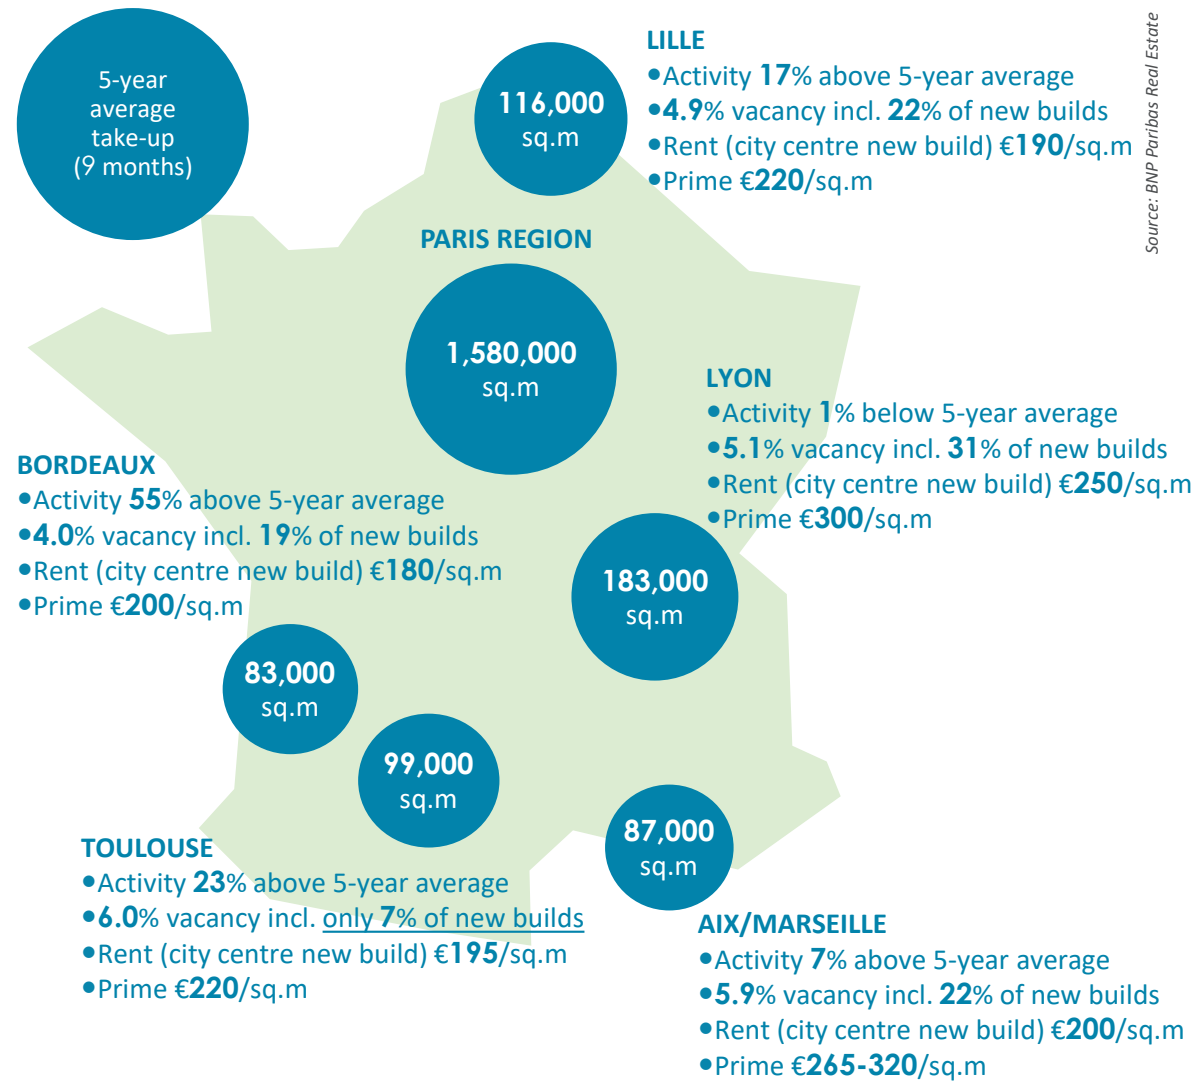 5-year
average
take-up
(9 months)
LILLE
•Activity 17% above 5-year average
•4.9% vacancy incl. 22% of new builds
•Rent (city centre new build) €190/sq.m
•Prime €220/sq.m
Source: BNP Paribas Real Estate
116,000
sq.m
PARIS REGION
1,580,000
sq.m
LYON
•Activity 1% below 5-year average
•5.1% vacancy incl. 31% of new builds
•Rent (city centre new build) €250/sq.m
•Prime €300/sq.m
183,000
sq.m
BORDEAUX
•Activity 55% above 5-year average
•4.0% vacancy incl. 19% of new builds
•Rent (city centre new build) €180/sq.m
•Prime €200/sq.m
83,000
sq.m
99,000
sq.m
TOULOUSE
•Activity 23% above 5-year average
•6.0% vacancy incl. only 7% of new builds
•Rent (city centre new build) €195/sq.m
•Prime €220/sq.m
87,000
sq.m
AIX/MARSEILLE
•Activity 7% above 5-year average
•5.9% vacancy incl. 22% of new builds
•Rent (city centre new build) €200/sq.m
•Prime €265-320/sq.m